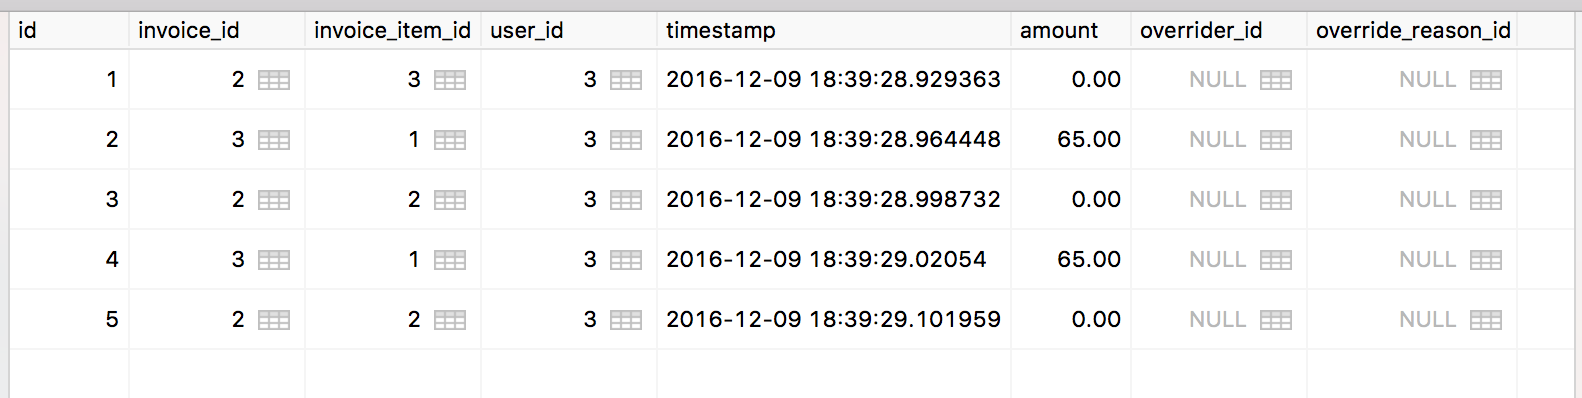 id invoice_id invoice_item_id user_id timestamp amount overrider_id override_reason_id
1 2 3 3 2016-12-09 18:39:28.929363 0.00 NULL NULL
2 3 1 3 2016-12-09 18:39:28.964448 65.00 NULL NULL
3 2 2 3 2016-12-09 18:39:28.998732 0.00 NULL NULL
4 3 1 3 2016-12-09 18:39:29.02054 65.00 NULL NULL
5 2 2 3 2016-12-09 18:39:29.101959 0.00 NULL NULL